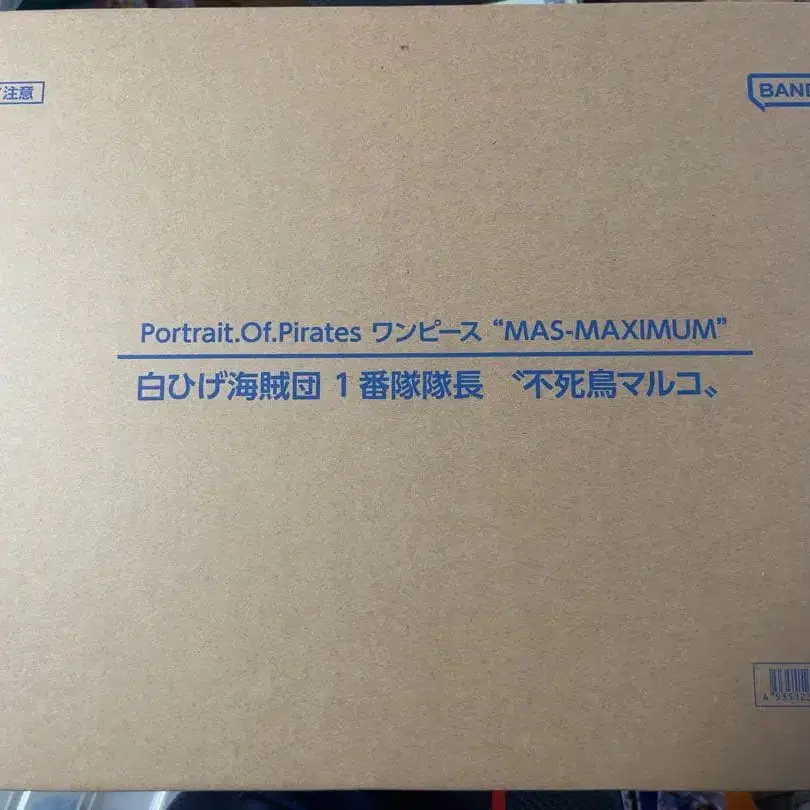 注意
BAND
Portrait.Of.Pirates ワンピース “MAS-MAXIMUM”
白ひげ海賊団 1番隊隊長 〝不死鳥マルコ〟